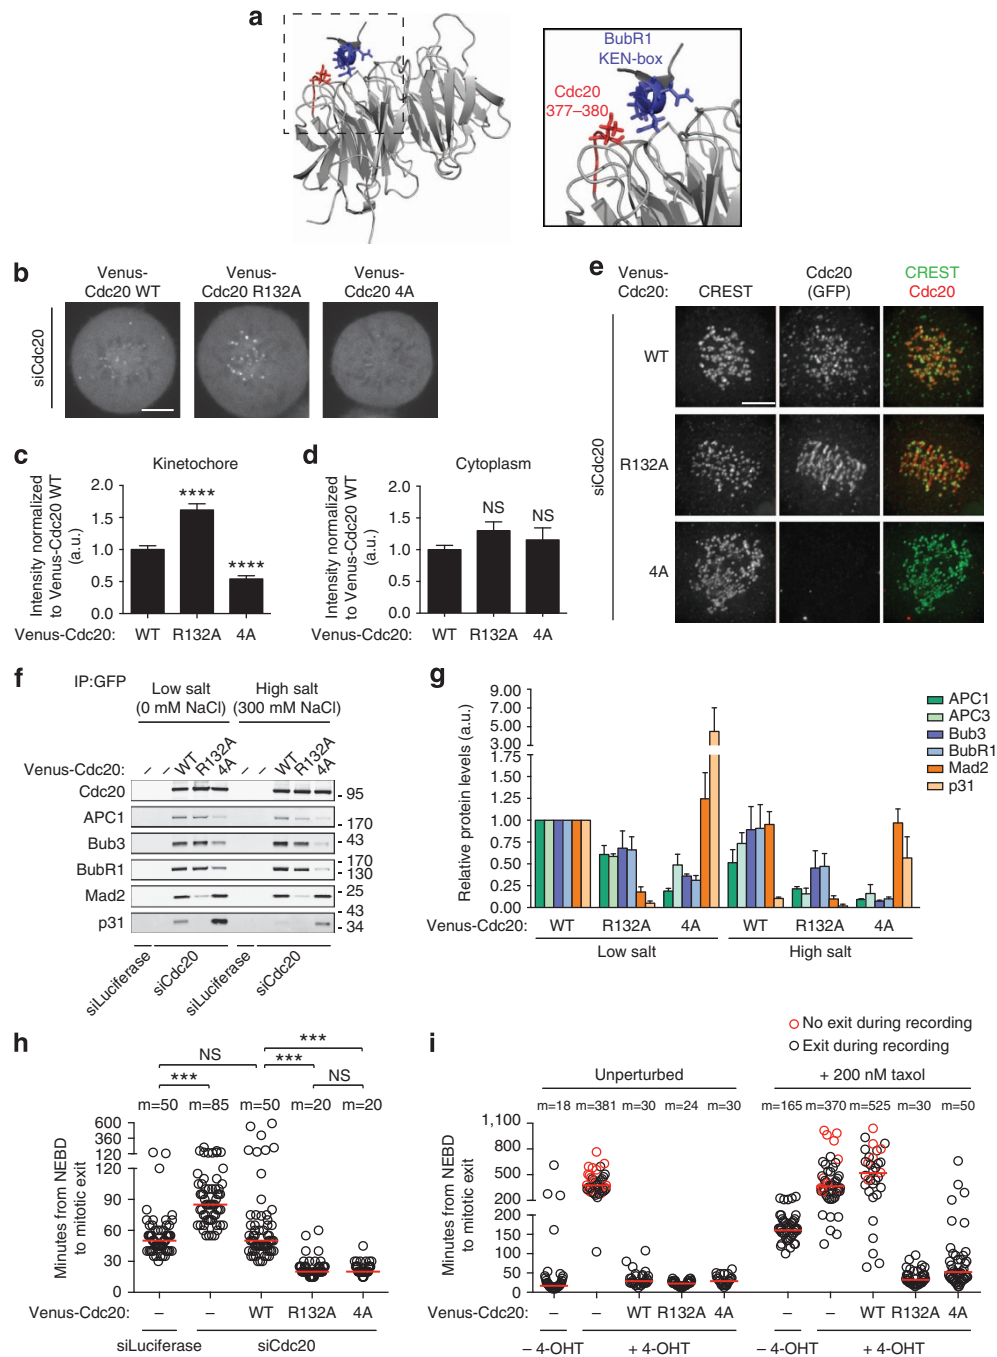 a
BubR1
KEN-box
Cdc20
377–380
b
Venus-
Cdc20 WT
Venus-
Cdc20 R132A
Venus-
Cdc20 4A
siCdc20
c
Kinetochore
Intensity normalized
to Venus-Cdc20 WT
(a.u.)
2.0
1.5
1.0
0.5
0.0
****
****
Venus-Cdc20: WT R132A 4A
d
Cytoplasm
Intensity normalized
to Venus-Cdc20 WT
(a.u.)
2.0
1.5
1.0
0.5
0.0
NS
NS
Venus-Cdc20: WT R132A 4A
e
Venus-
Cdc20:
CREST
Cdc20
(GFP)
CREST
Cdc20
siCdc20
WT
R132A
4A
f
IP:GFP
Low salt
(0 mM NaCl)
High salt
(300 mM NaCl)
Venus-Cdc20: – – WT R132A 4A – – WT R132A 4A
Cdc20
- 95
APC1
- 170
Bub3
- 43
BubR1
- 170
- 130
Mad2
- 25
p31
- 43
- 34
siLuciferase
siCdc20
siLuciferase
siCdc20
g
Relative protein levels (a.u.)
9.00
7.00
5.00
3.00
1.75
1.25
1.00
0.75
0.50
0.25
0.00
APC1
APC3
Bub3
BubR1
Mad2
p31
Venus-Cdc20: WT R132A 4A WT R132A 4A
Low salt
High salt
h
Minutes from NEBD
to mitotic exit
*** 
NS
***
***
NS
m=50 m=85 m=50 m=20 m=20
600
360
120
120
90
60
30
0
Venus-Cdc20: – – WT R132A 4A
siLuciferase
siCdc20
i
No exit during recording
Exit during recording
Unperturbed
+ 200 nM taxol
m=18 m=381 m=30 m=24 m=30 m=165 m=370 m=525 m=30 m=50
Minutes from NEBD
to mitotic exit
1,100
800
500
200
200
150
100
50
0
Venus-Cdc20: – – WT R132A 4A – – WT R132A 4A
– 4-OHT
+ 4-OHT
– 4-OHT
+ 4-OHT